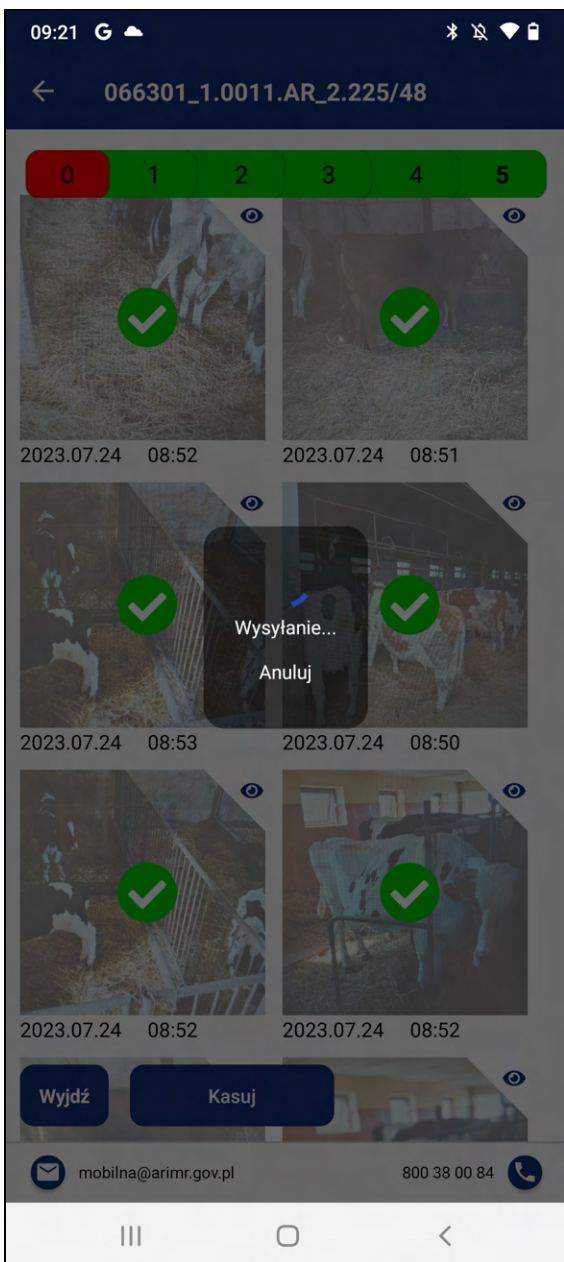 09:21 G
066301_1.0011.AR_2.225/48
0 1 2 3 4 5
2023.07.24 08:52 2023.07.24 08:51
Wysyłanie...
Anuluj
2023.07.24 08:53 2023.07.24 08:50
2023.07.24 08:52 2023.07.24 08:52
Wyjdź Kasuj
mobilna@arimr.gov.pl 800 38 00 84